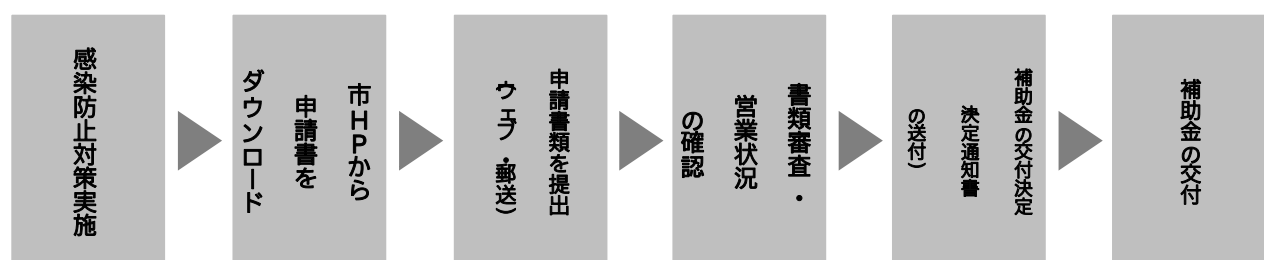 感染防止対策実施
市HPから
申請書を
ダウンロード
申請書類を提出
ウェブ・郵送)
書類審査・
営業状況
の確認
補助金の交付決定
決定通知書
の送付)
補助金の交付